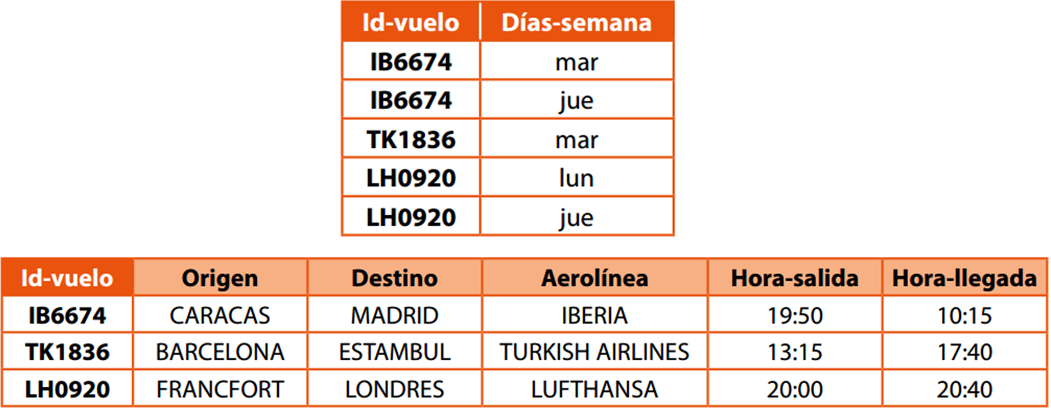 Id-vuelo Días-semana
IB6674 mar
IB6674 jue
TK1836 mar
LH0920 lun
LH0920 jue
Id-vuelo Origen Destino Aerolínea Hora-salida Hora-llegada
IB6674 CARACAS MADRID IBERIA 19:50 10:15
TK1836 BARCELONA ESTAMBUL TURKISH AIRLINES 13:15 17:40
LH0920 FRANCFORT LONDRES LUFTHANSA 20:00 20:40